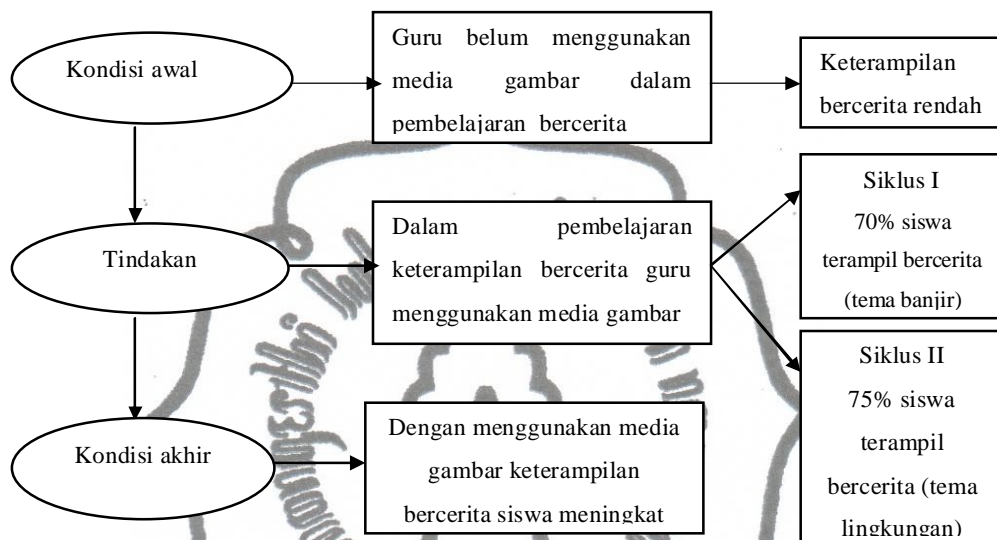 Kondisi awal
Guru belum menggunakan
media gambar dalam
pembelajaran bercerita
Keterampilan
bercerita rendah
Tindakan
Dalam pembelajaran
keterampilan bercerita guru
menggunakan media gambar
Siklus I
70% siswa
terampil bercerita
(tema banjir)
Siklus II
75% siswa
terampil
bercerita (tema
lingkungan)
Kondisi akhir
Dengan menggunakan media
gambar keterampilan
bercerita siswa meningkat